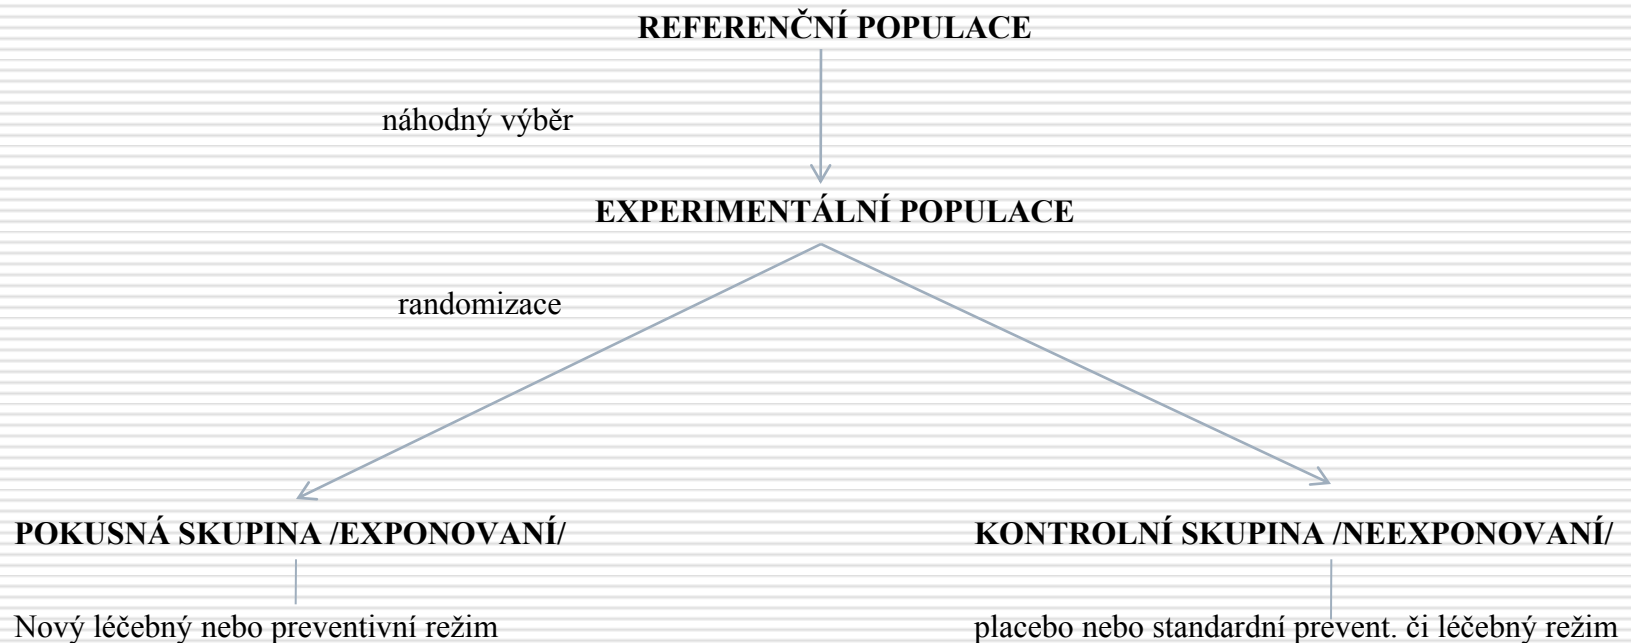 REFERENČNÍ POPULACE
náhodný výběr
EXPERIMENTÁLNÍ POPULACE
randomizace
POKUSNÁ SKUPINA /EXPONOVANÍ/
KONTROLNÍ SKUPINA /NEEXPONOVANÍ/
Nový léčebný nebo preventivní režim
placebo nebo standardní prevent. či léčebný režim